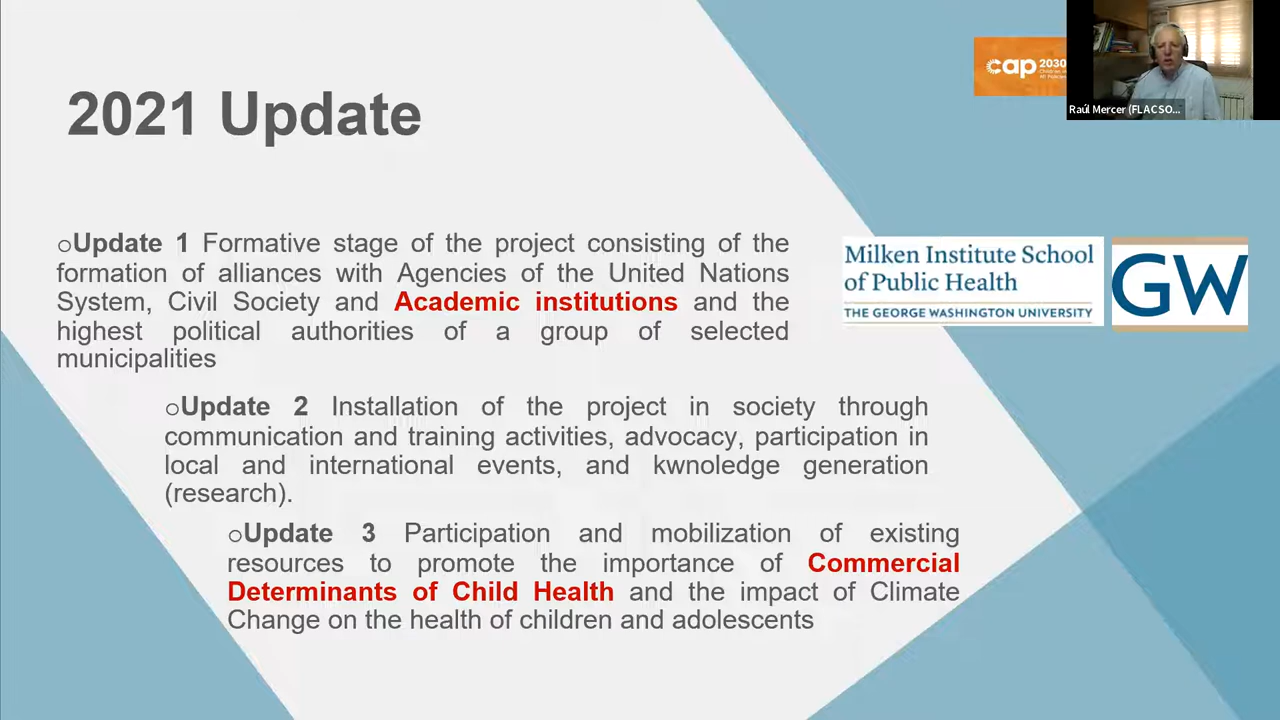 2021 Update
cap 2030
Raúl Mercer (FLACSO...
oUpdate 1 Formative stage of the project consisting of the
formation of alliances with Agencies of the United Nations
System, Civil Society and Academic institutions and the
highest political authorities of a group of selected
municipalities
Milken Institute School
of Public Health
THE GEORGE WASHINGTON UNIVERSITY
GW
oUpdate 2 Installation of the project in society through
communication and training activities, advocacy, participation in
local and international events, and kwnoledge generation
(research).
oUpdate 3 Participation and mobilization of existing
resources to promote the importance of Commercial
Determinants of Child Health and the impact of Climate
Change on the health of children and adolescents